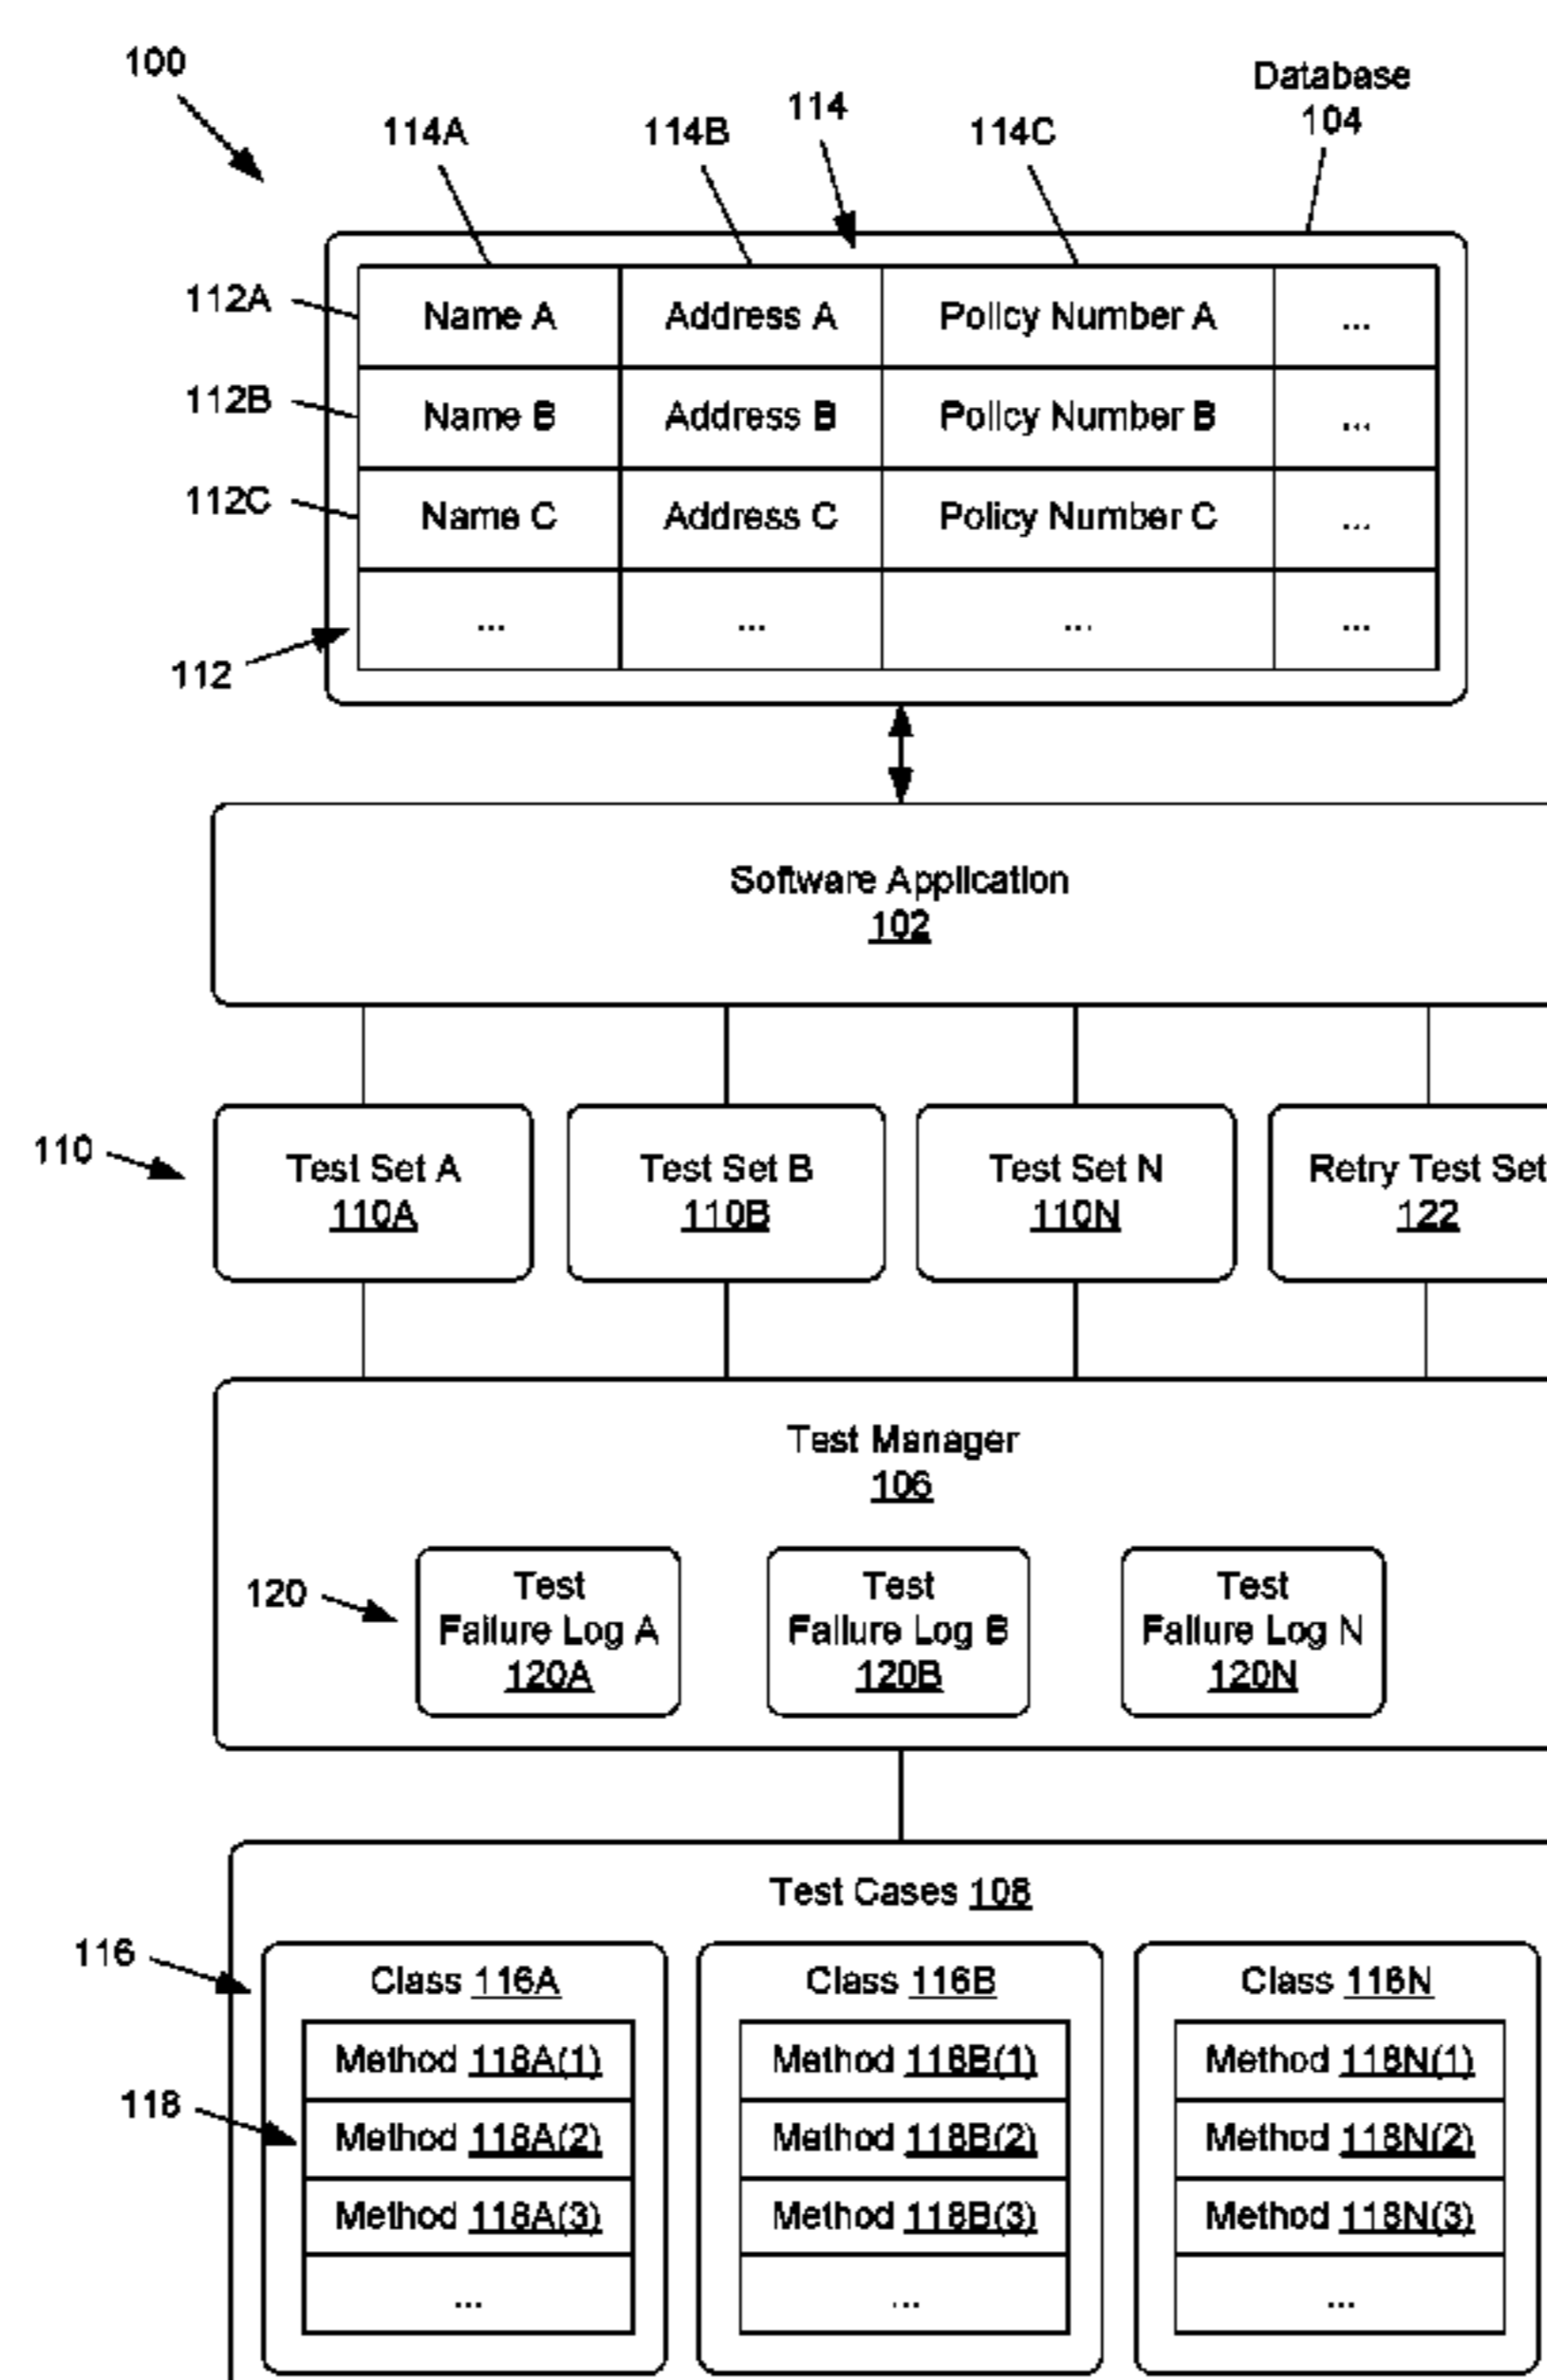 100
Database
104
114
114A
114B
114C
112A
Name A
Address A
Policy Number A
...
112B
Name B
Address B
Policy Number B
...
112C
Name C
Address C
Policy Number C
...
...
...
...
...
112
Software Application
102
110
Test Set A
110A
Test Set B
110B
Test Set N
110N
Retry Test Set
122
Test Manager
106
120
Test
Failure Log A
120A
Test
Failure Log B
120B
Test
Failure Log N
120N
Test Cases 108
116
Class 116A
Class 116B
Class 116N
Method 118A(1)
Method 118B(1)
Method 118N(1)
118
Method 118A(2)
Method 118B(2)
Method 118N(2)
Method 118A(3)
Method 118B(3)
Method 118N(3)
...
...
...